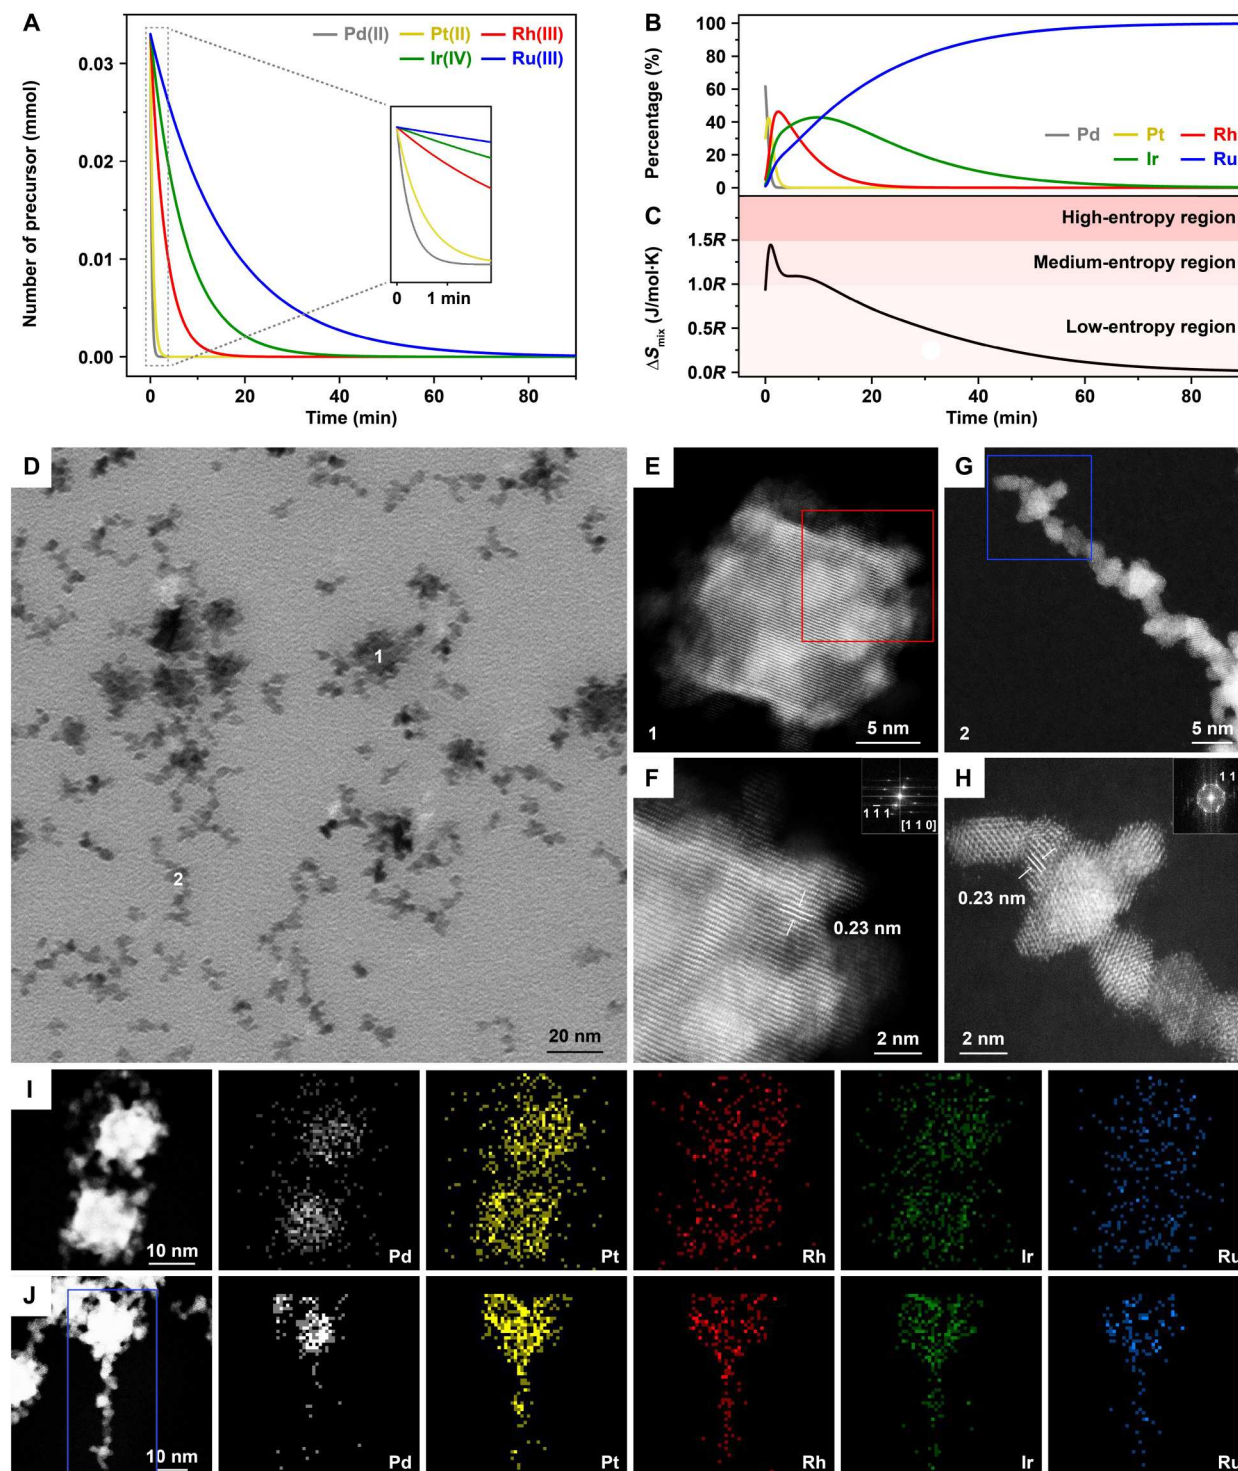 A
Pd(II) Pt(II) Rh(III)
Ir(IV) Ru(III)
Number of precursor (mmol)
0.03
0.02
0.01
0.00
0 1 min
0 20 40 60 80
Time (min)
B
Percentage (%)
100
80
60
40
20
0
Pd Pt Rh
Ir Ru
C
ΔSmix (J/mol·K)
High-entropy region
1.5R
Medium-entropy region
1.0R
0.5R
Low-entropy region
0.0R
0 20 40 60 80
Time (min)
D
1
2
20 nm
E
1
5 nm
G
2
5 nm
F
1 1̅ 1
[1 1 0]
0.23 nm
2 nm
H
1 1
0.23 nm
2 nm
I
10 nm
Pd
Pt
Rh
Ir
Ru
J
10 nm
Pd
Pt
Rh
Ir
Ru